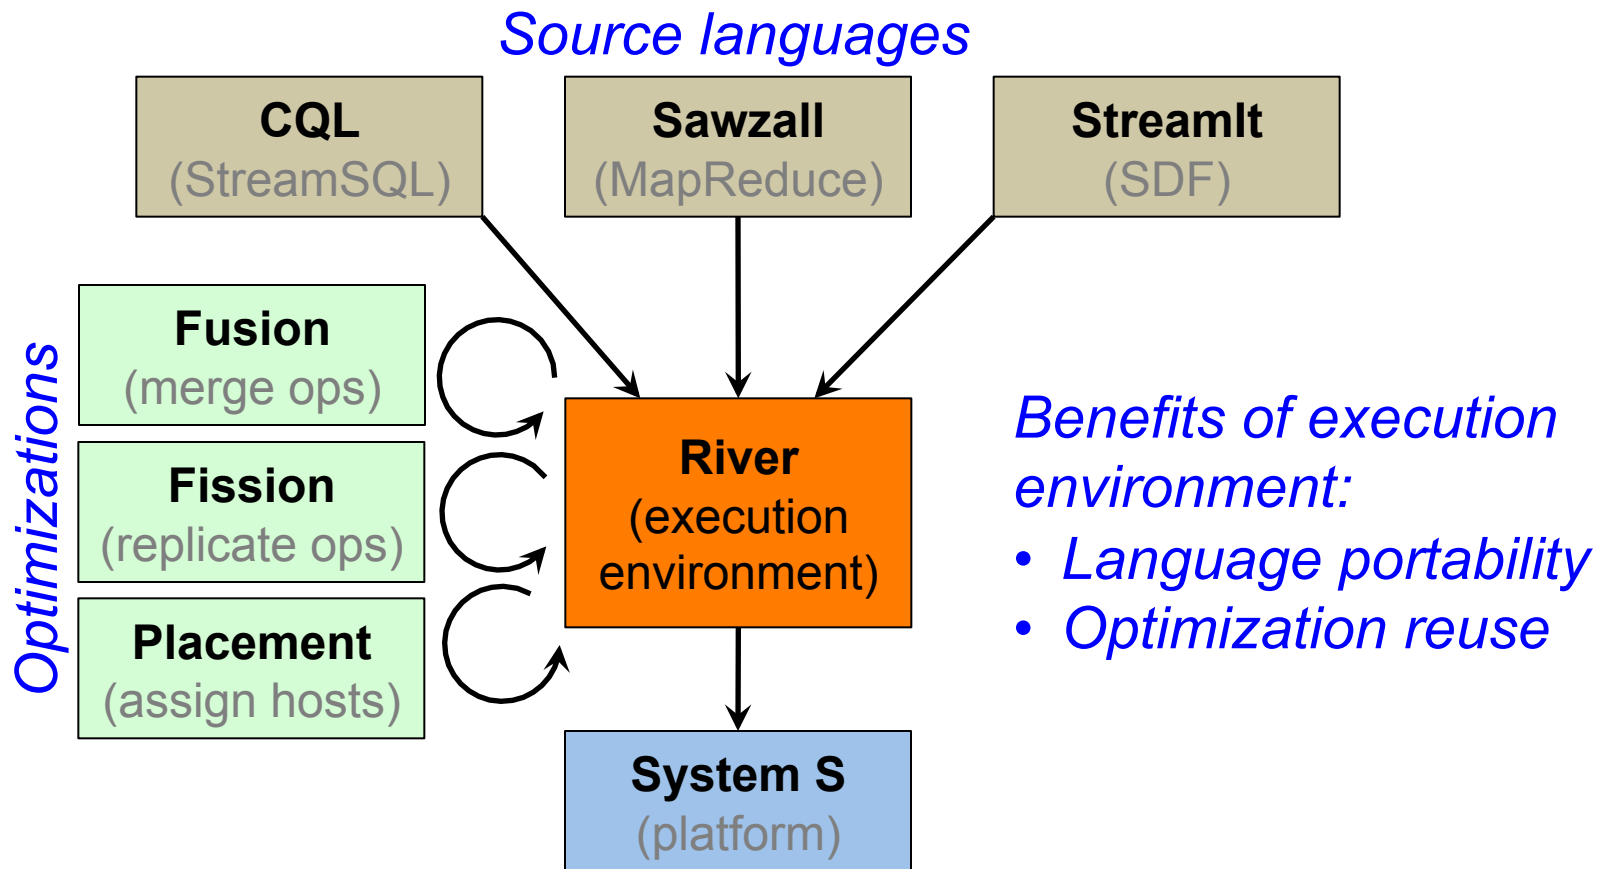 Source languages
CQL
(StreamSQL)
Sawzall
(MapReduce)
StreamIt
(SDF)
Optimizations
Fusion
(merge ops)
Fission
(replicate ops)
Placement
(assign hosts)
River
(execution
environment)
Benefits of execution
environment:
• Language portability
• Optimization reuse
System S
(platform)